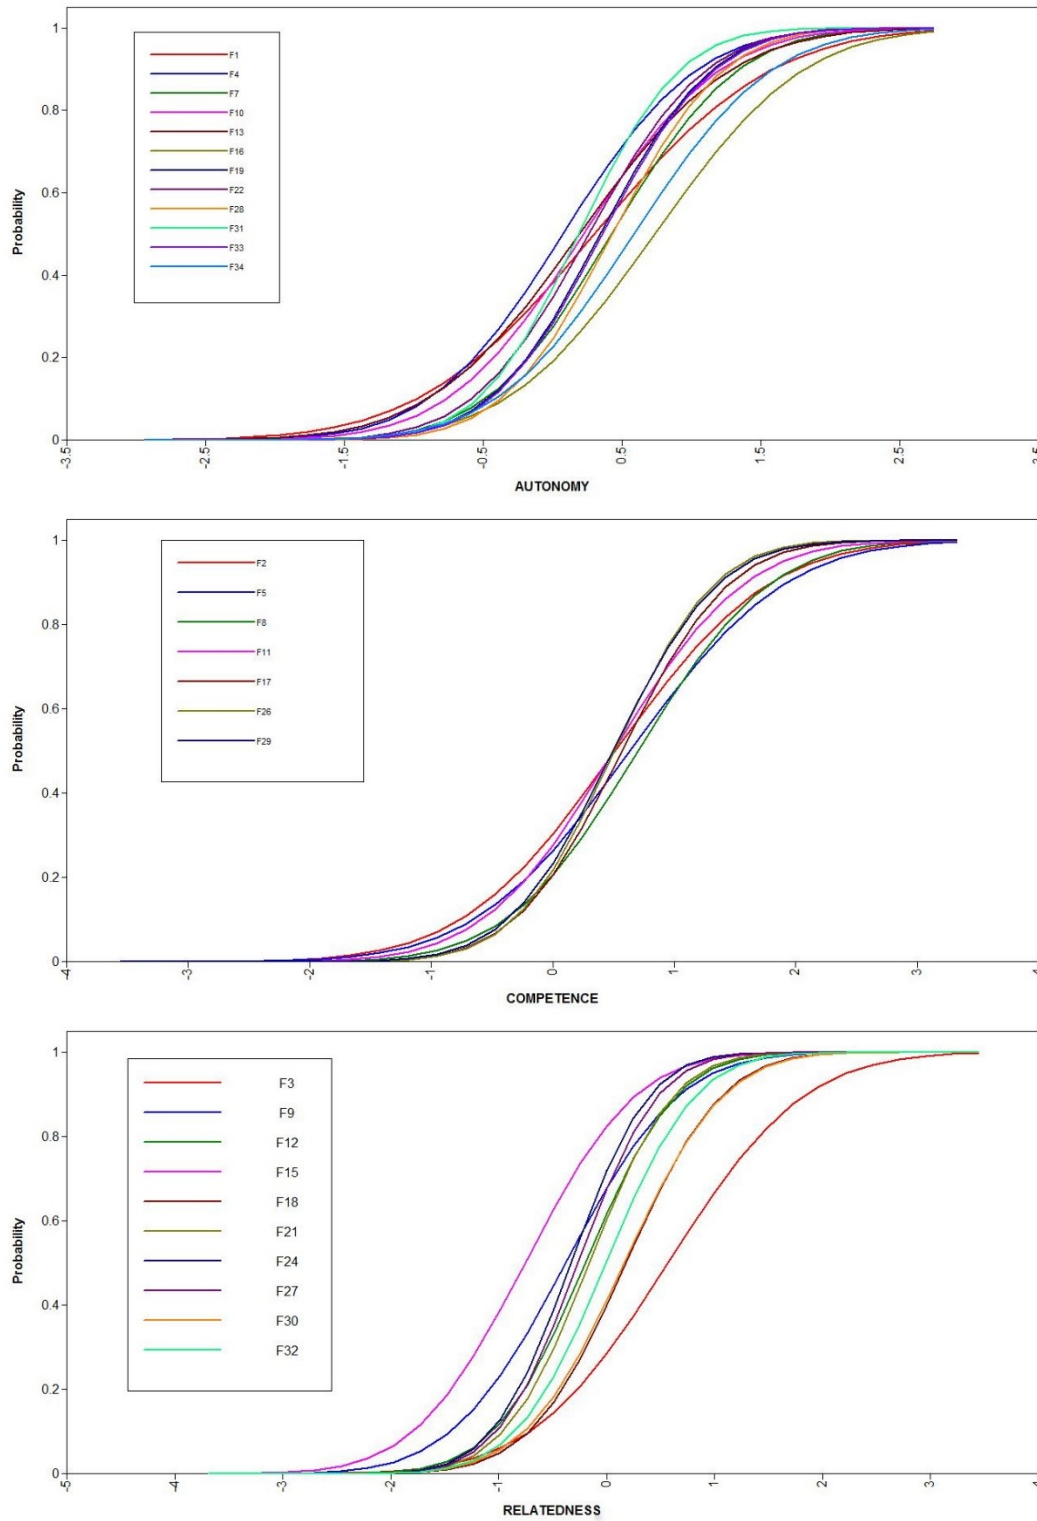 1
0.8
0.6
0.4
0.2
0
Probability
F1
F4
F7
F10
F13
F16
F19
F22
F28
F31
F33
F34
-3.5
-2.5
-1.5
-0.5
0.5
1.5
2.5
3.5
AUTONOMY
1
0.8
0.6
0.4
0.2
0
Probability
F2
F5
F8
F11
F17
F26
F29
-4
-3
-2
-1
0
1
2
3
4
COMPETENCE
1
0.8
0.6
0.4
0.2
0
Probability
F3
F9
F12
F15
F18
F21
F24
F27
F30
F32
-5
-4
-3
-2
-1
0
1
2
3
4
RELATEDNESS